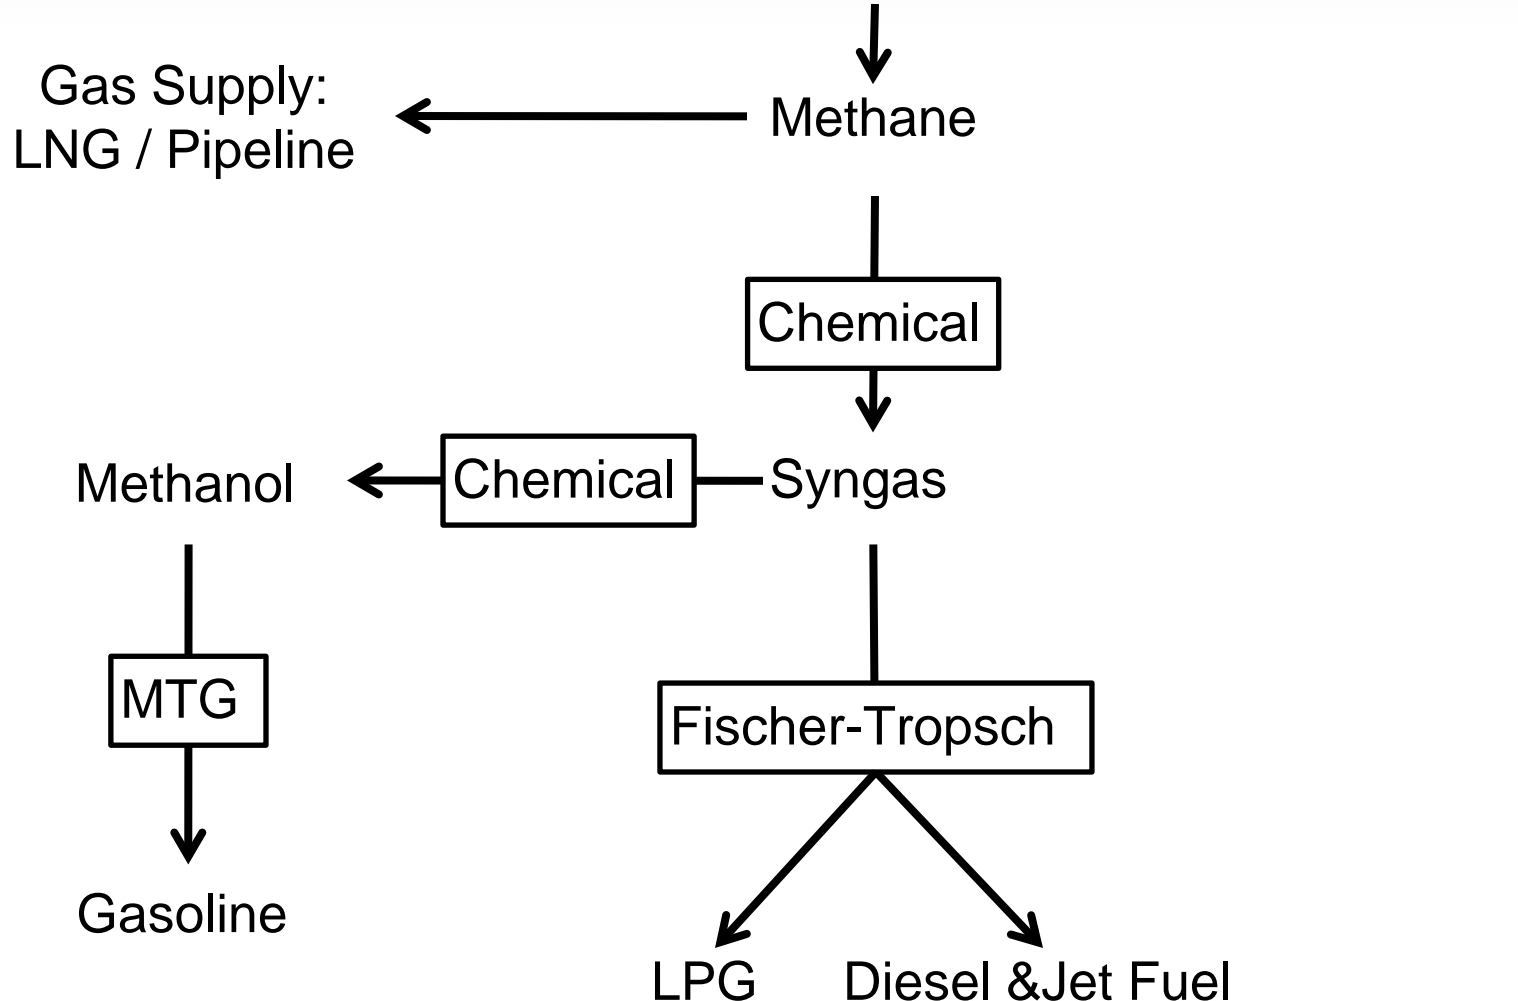 Gas Supply:
LNG / Pipeline
Methane
Chemical
Methanol
Chemical
Syngas
MTG
Fischer-Tropsch
Gasoline
LPG
Diesel &Jet Fuel